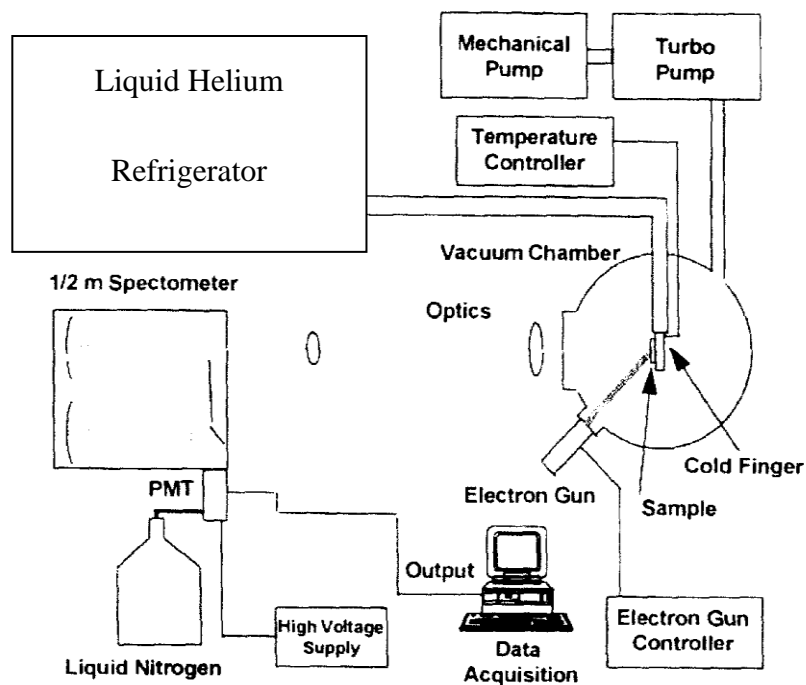 Liquid Helium
Refrigerator
Mechanical
Pump
Turbo
Pump
Temperature
Controller
Vacuum Chamber
1/2 m Spectometer
Optics
Cold Finger
PMT
Electron Gun
Sample
Output
High Voltage
Supply
Electron Gun
Controller
Liquid Nitrogen
Data
Acquisition